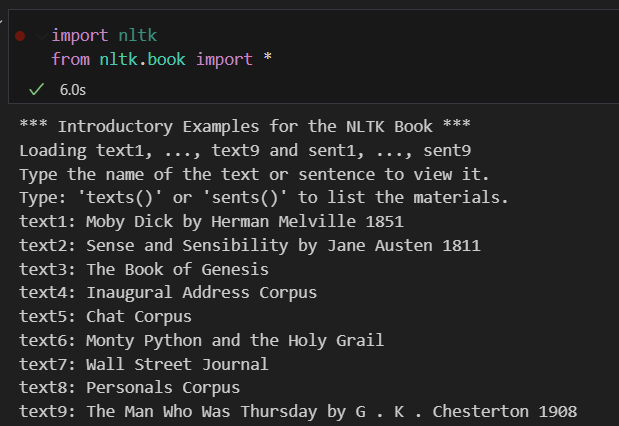 import nltk
from nltk.book import *
6.0s
*** Introductory Examples for the NLTK Book ***
Loading text1, ..., text9 and sent1, ..., sent9
Type the name of the text or sentence to view it.
Type: 'texts()' or 'sents()' to list the materials.
text1: Moby Dick by Herman Melville 1851
text2: Sense and Sensibility by Jane Austen 1811
text3: The Book of Genesis
text4: Inaugural Address Corpus
text5: Chat Corpus
text6: Monty Python and the Holy Grail
text7: Wall Street Journal
text8: Personals Corpus
text9: The Man Who Was Thursday by G . K . Chesterton 1908